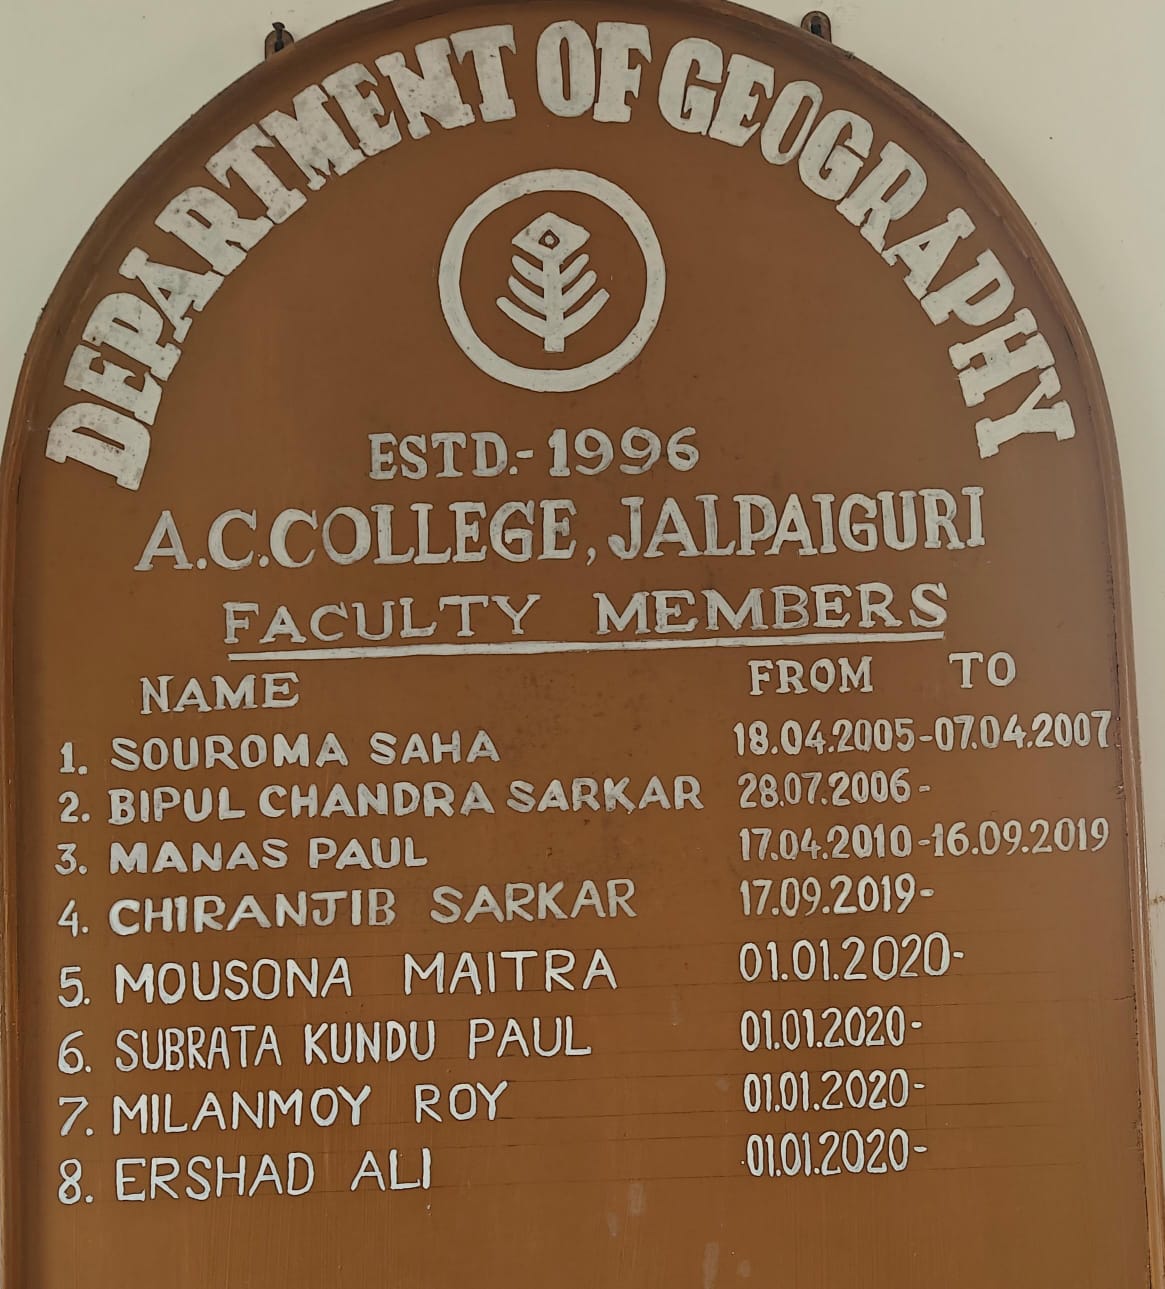 DEPARTMENT OF GEOGRAPHY
ESTD.-1996
A.C.COLLEGE, JALPAIGURI
FACULTY MEMBERS
NAME FROM TO
1. SOUROMA SAHA 18.04.2005-07.04.2007
2. BIPUL CHANDRA SARKAR 28.07.2006-
3. MANAS PAUL 17.04.2010-16.09.2019
4. CHIRANJIB SARKAR 17.09.2019-
5. MOUSONA MAITRA 01.01.2020-
6. SUBRATA KUNDU PAUL 01.01.2020-
7. MILANMOY ROY 01.01.2020-
8. ERSHAD ALI 01.01.2020-